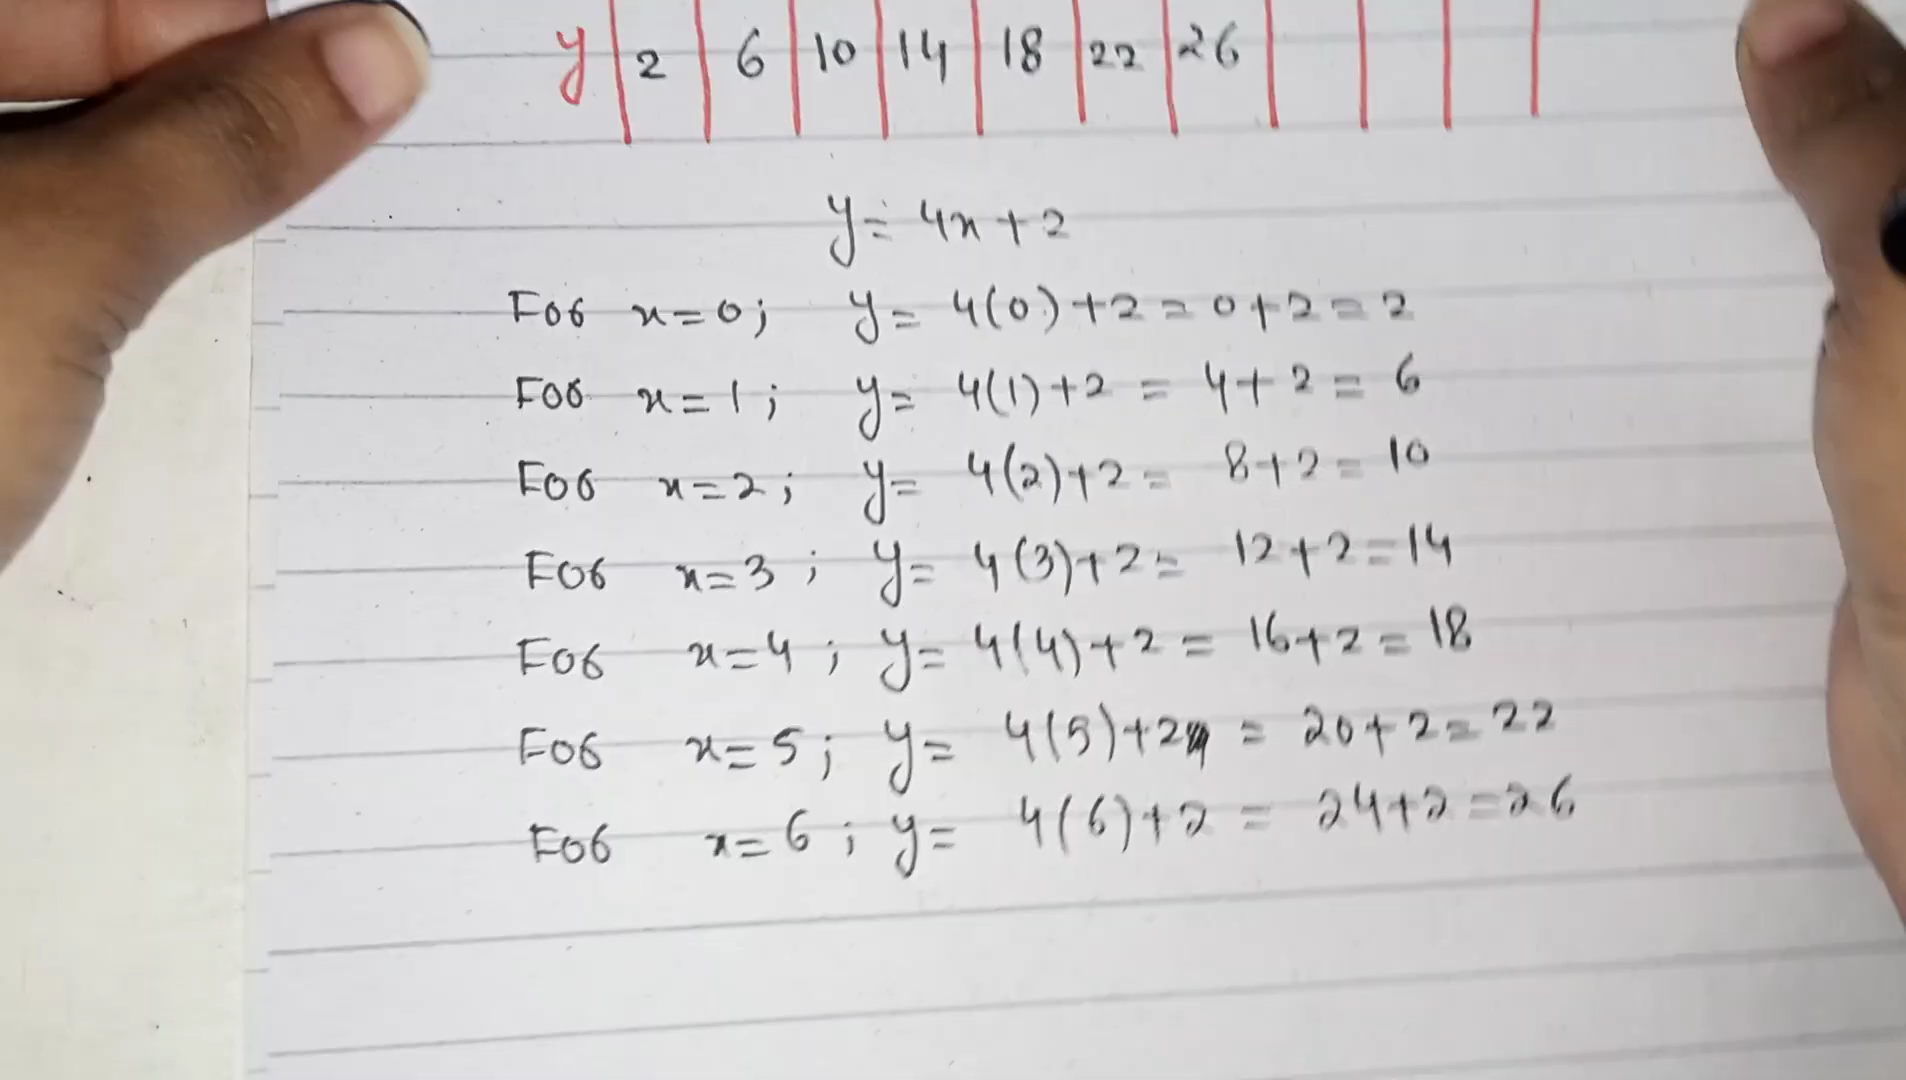 y 2 6 10 14 18 22 26
y = 4x + 2
For x = 0; y = 4(0) + 2 = 0 + 2 = 2
For x = 1; y = 4(1) + 2 = 4 + 2 = 6
For x = 2; y = 4(2) + 2 = 8 + 2 = 10
For x = 3; y = 4(3) + 2 = 12 + 2 = 14
For x = 4; y = 4(4) + 2 = 16 + 2 = 18
For x = 5; y = 4(5) + 2 = 20 + 2 = 22
For x = 6; y = 4(6) + 2 = 24 + 2 = 26